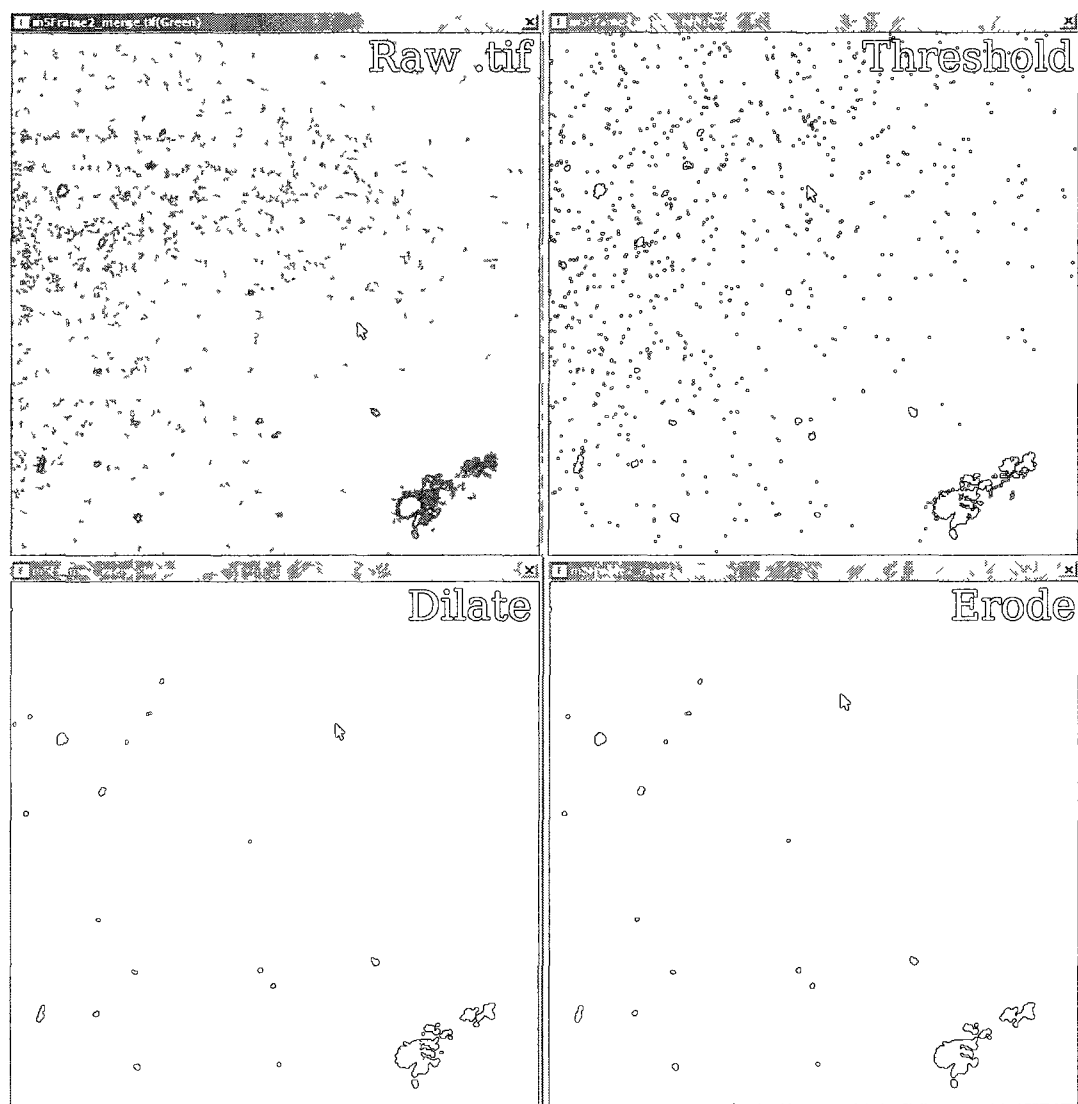 m5Frame2_merge.tif(Green)
Raw .tif
Threshold
Dilate
Erode